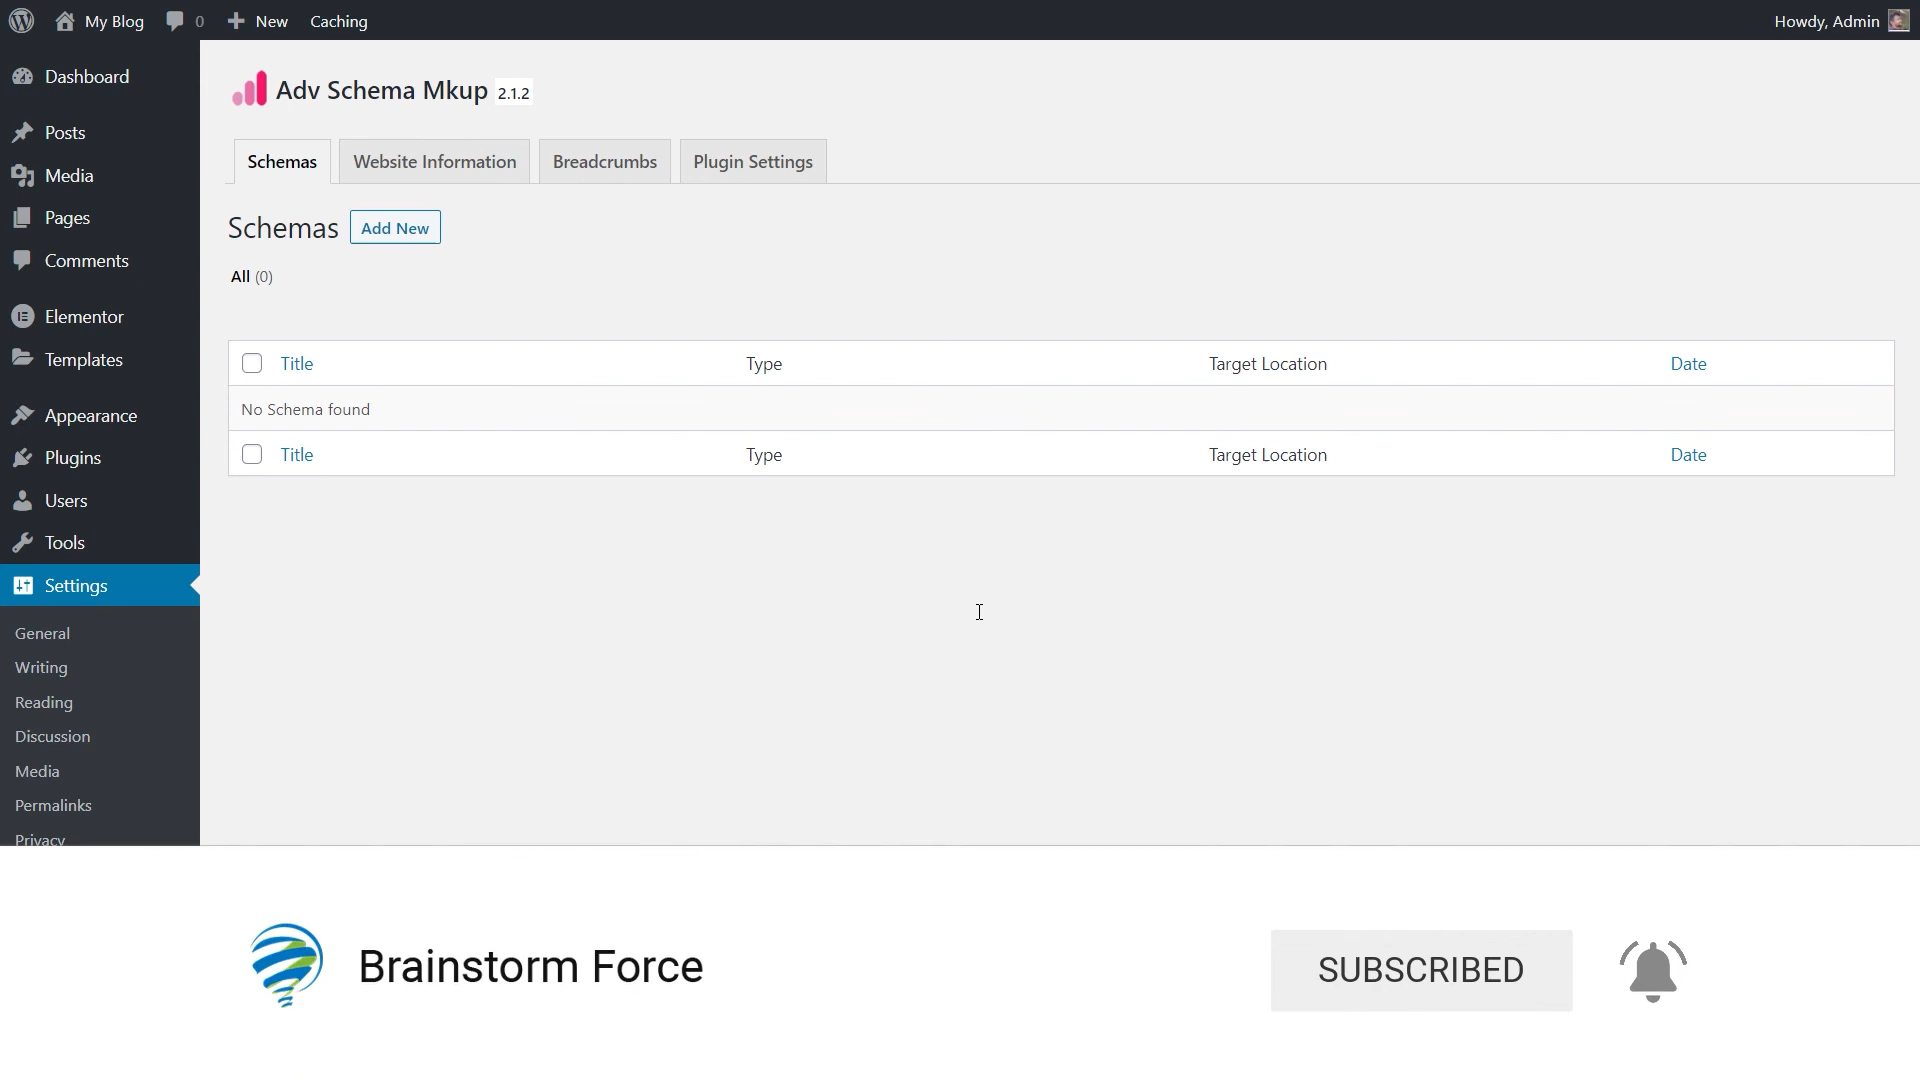 My Blog 0 New Caching Howdy, Admin
Dashboard
Posts
Media
Pages
Comments
Elementor
Templates
Appearance
Plugins
Users
Tools
Settings
General
Writing
Reading
Discussion
Media
Permalinks
Privacy
Adv Schema Mkup 2.1.2
Schemas Website Information Breadcrumbs Plugin Settings
Schemas Add New
All (0)
Title Type Target Location Date
No Schema found
Title Type Target Location Date
Brainstorm Force SUBSCRIBED